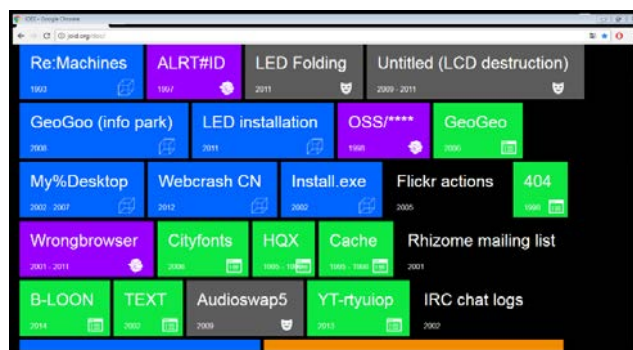 JODI - Google Chrome
jodi.org/
Re:Machines ALRT#ID LED Folding Untitled (LCD destruction)
1997 2011 2009 - 2011
GeoGoo (info park) LED installation OSS/**** GeoGeo
2008 2011 1998 2006
My%Desktop Webcrash CN Install.exe Flickr actions 404
2002 - 2007 2012 2002 2005 1998
Wrongbrowser Cityfonts HQX Cache Rhizome mailing list
2001 - 2011 2006 2001
B-LOON TEXT Audioswap5 YT-rtyuiop IRC chat logs
2014 2002 2009 2013 2002